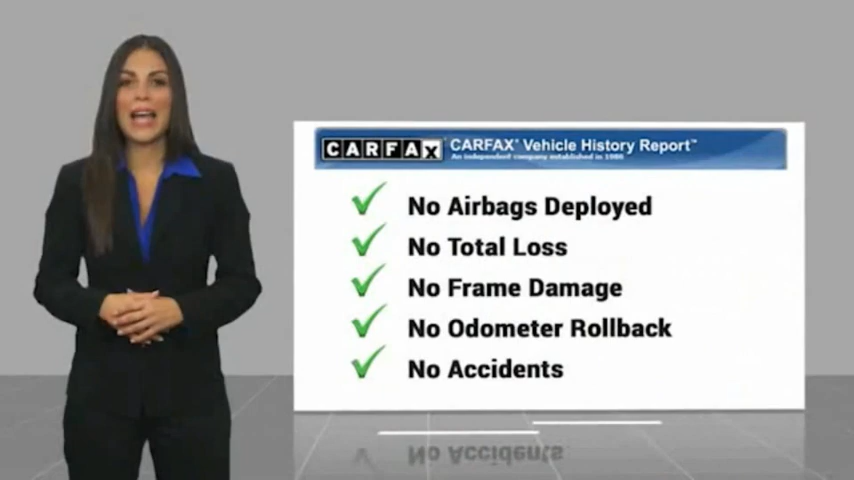 CARFAX CARFAX® Vehicle History Report™
An independent company established in 1986
No Airbags Deployed
No Total Loss
No Frame Damage
No Odometer Rollback
No Accidents
No Accidents